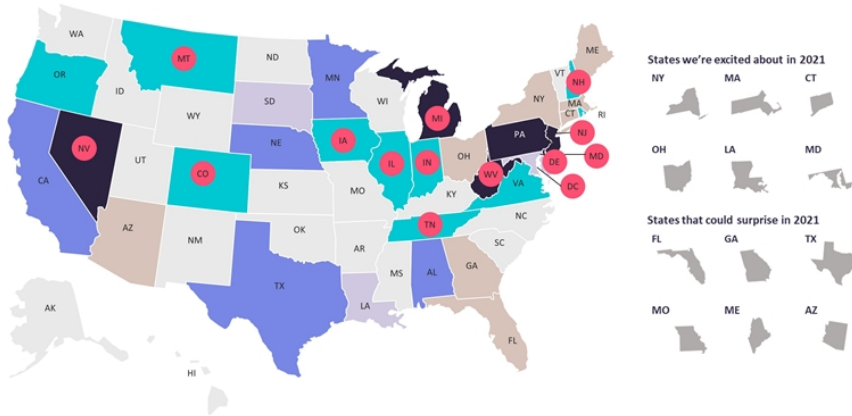 WA
MT
ND
MN
ME
VT
NH
OR
ID
SD
WI
MI
NY
MA
CT
RI
WY
NV
NE
IA
PA
NJ
UT
CO
IL
IN
OH
DE
MD
CA
KS
MO
WV
VA
DC
KY
AZ
NM
OK
TN
NC
AR
SC
TX
MS
AL
GA
LA
AK
FL
HI
States we're excited about in 2021
NY MA CT
OH LA MD
States that could surprise in 2021
FL GA TX
MO ME AZ